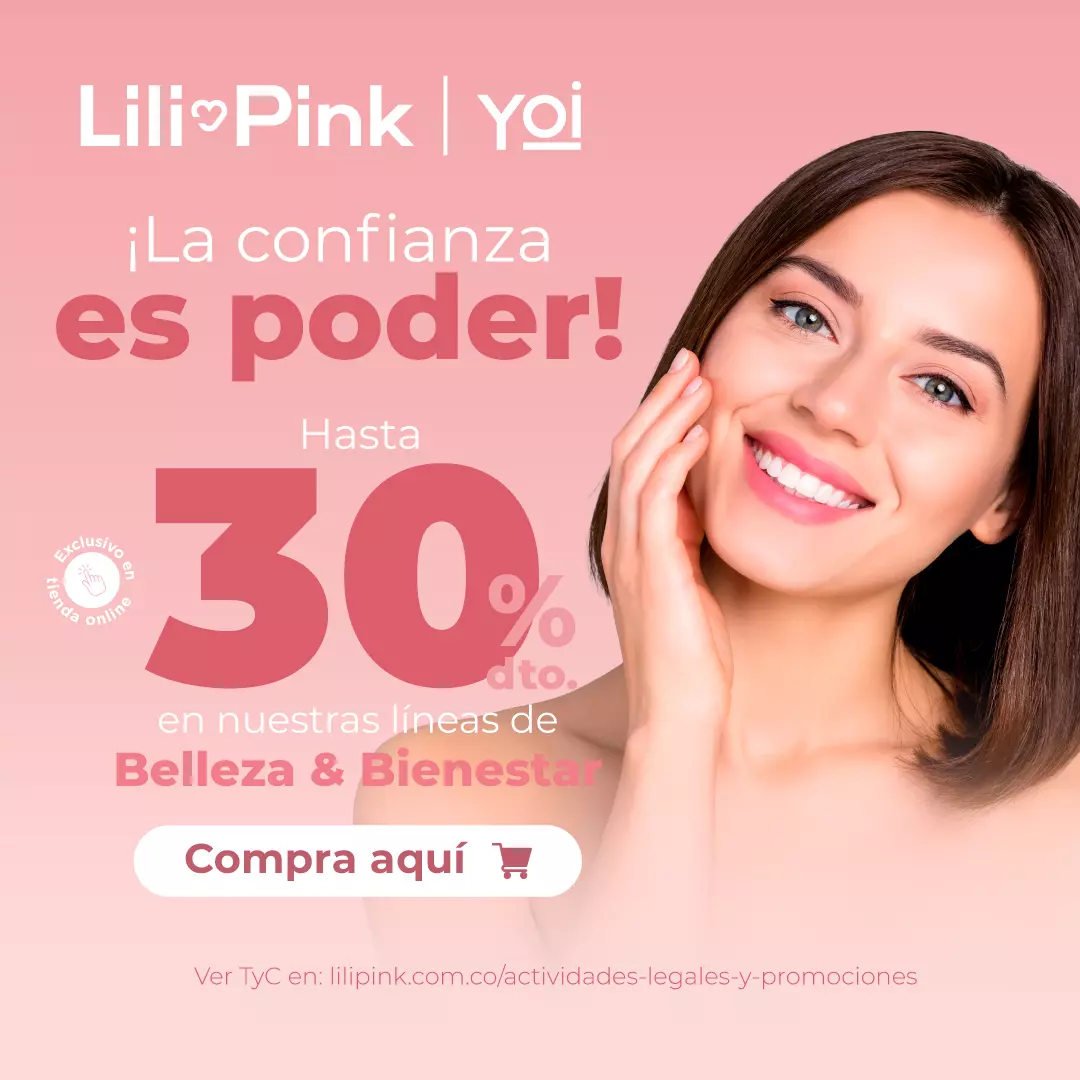 Lili Pink | Yoi
¡La confianza
es poder!
Hasta
30%
dto.
Exclusivo en
tienda online
en nuestras líneas de
Belleza & Bienestar
Compra aquí
Ver TyC en: lilipink.com.co/actividades-legales-y-promociones